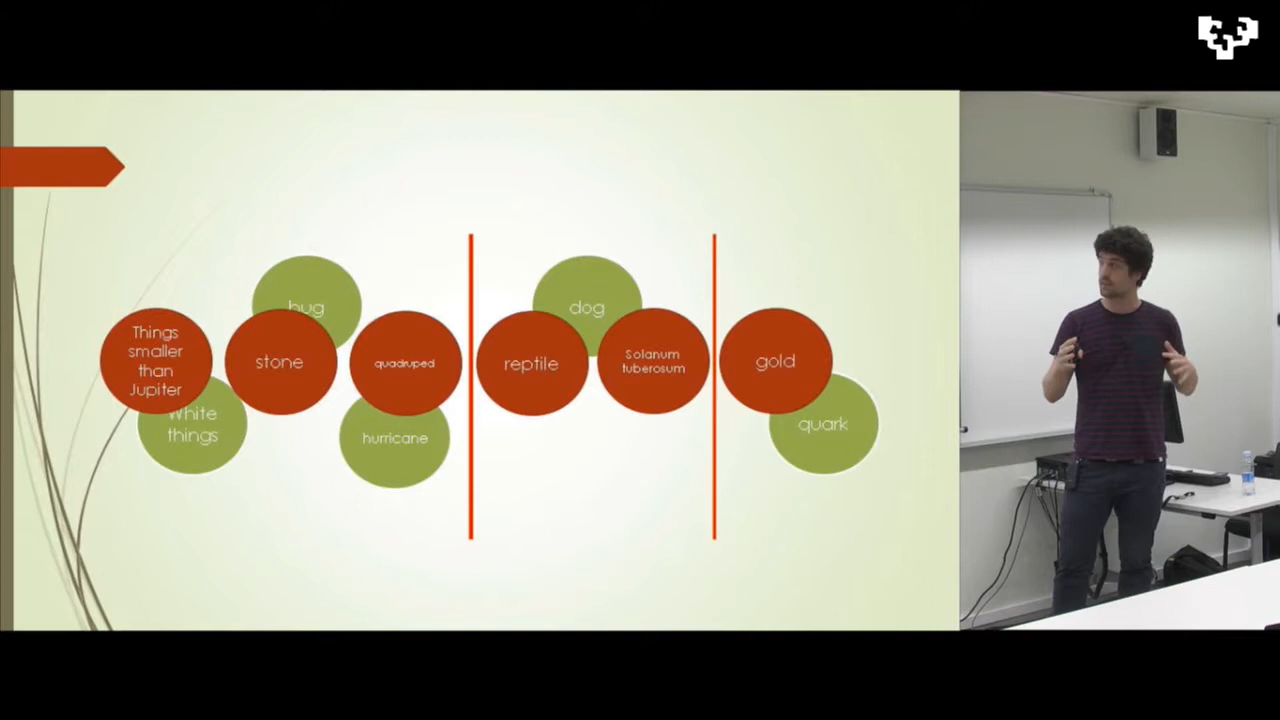 bug
dog
Things
smaller
than
Jupiter
stone
quadruped
reptile
Solanum
tuberosum
gold
White
things
hurricane
quark